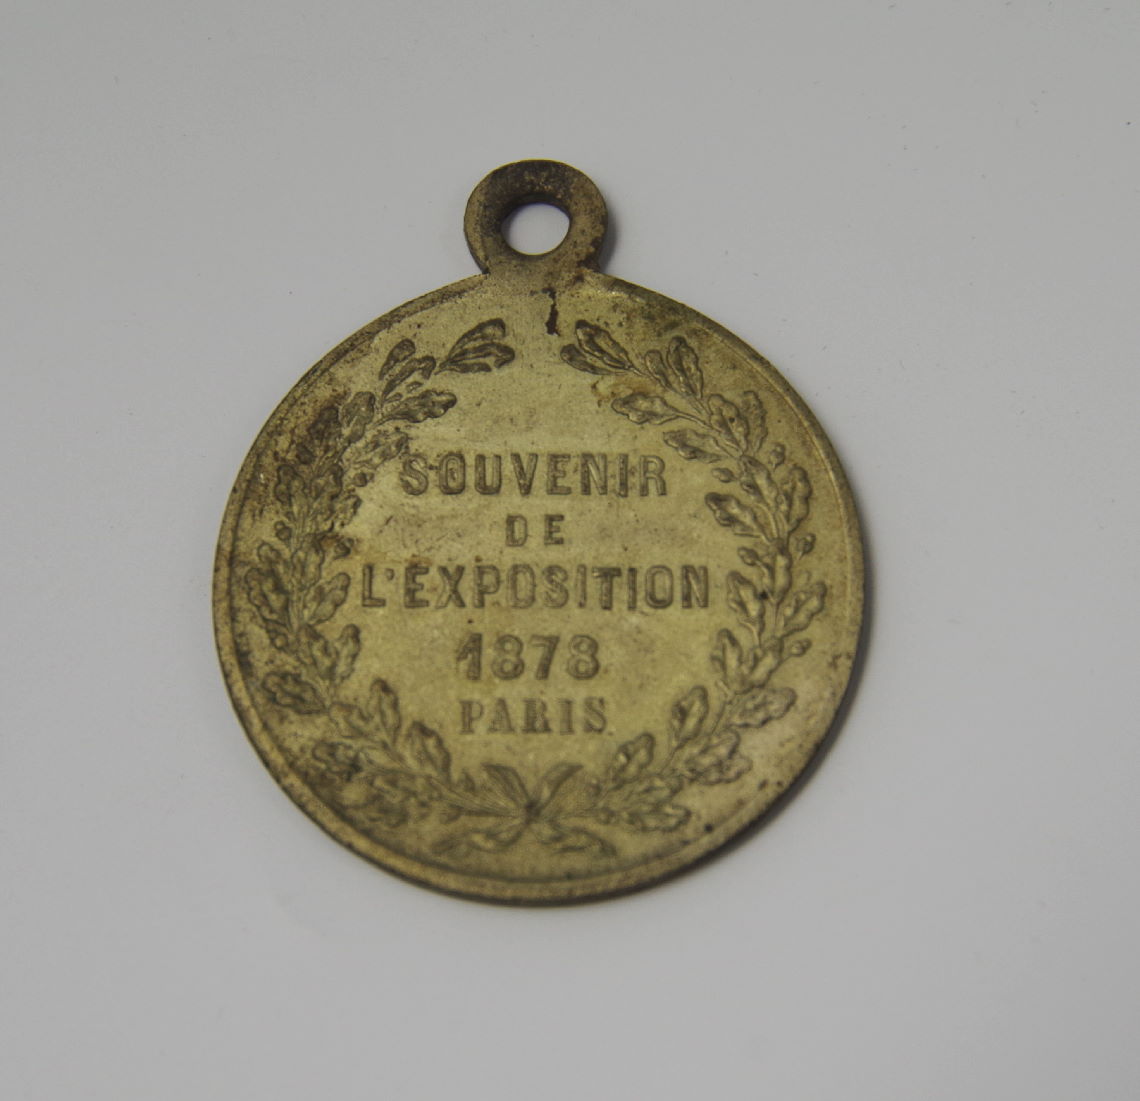 SOUVENIR
DE
L'EXPOSITION
1878
PARIS